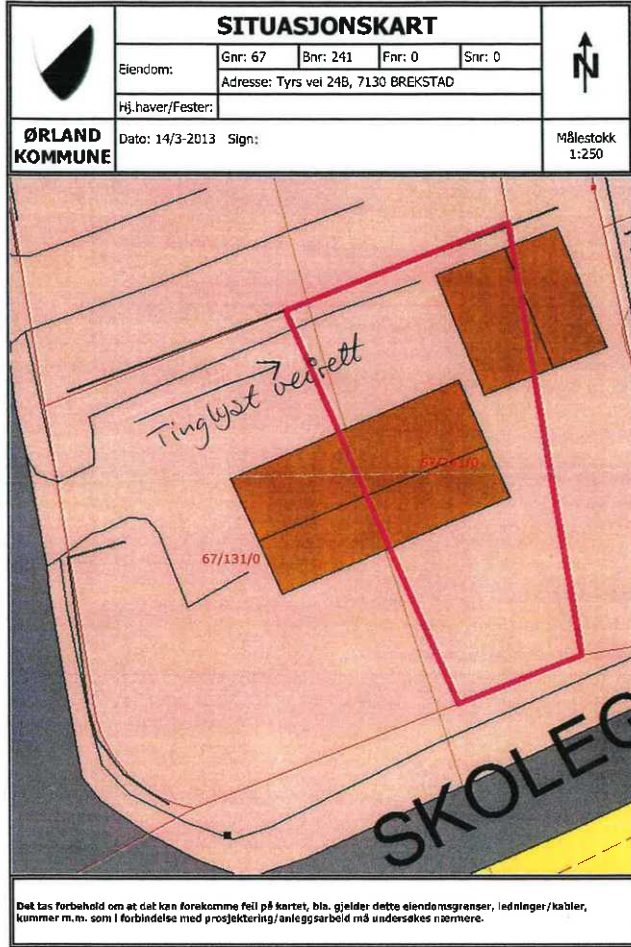 SITUASJONSKART
Eiendom:
Gnr: 67 Bnr: 241 Fnr: 0 Snr: 0
Adresse: Tyrs vei 24B, 7130 BREKSTAD
Hj.haver/Fester:
N
ØRLAND
KOMMUNE
Dato: 14/3-2013 Sign:
Målestokk
1:250
Tinglyst veirett
67/241/0
67/131/0
SKOLEG
Det tas forbehold om at det kan forekomme feil på kartet, bla. gjelder dette eiendomsgrenser, ledninger/kabler,
kummer m.m. som i forbindelse med prosjektering/anleggsarbeid må undersøkes nærmere.